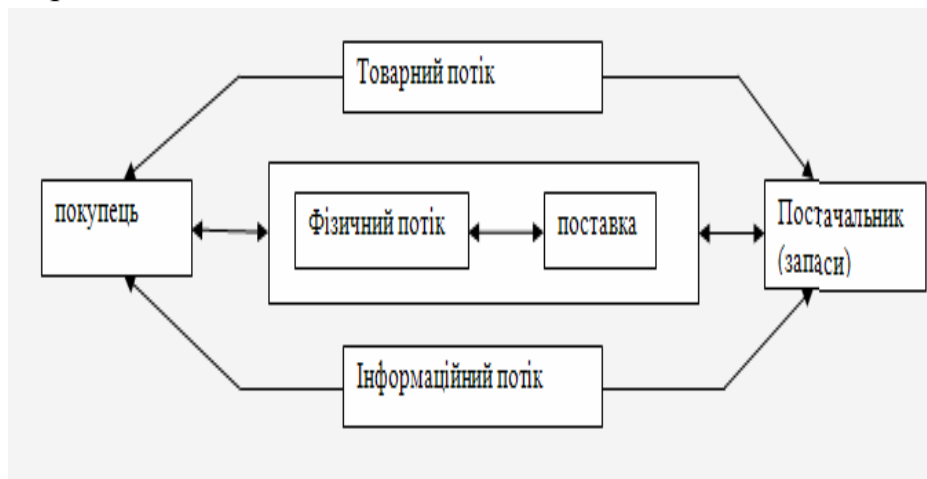 Товарний потік
покупець
Фізичний потік
поставка
Постачальник
(запаси)
Інформаційний потік